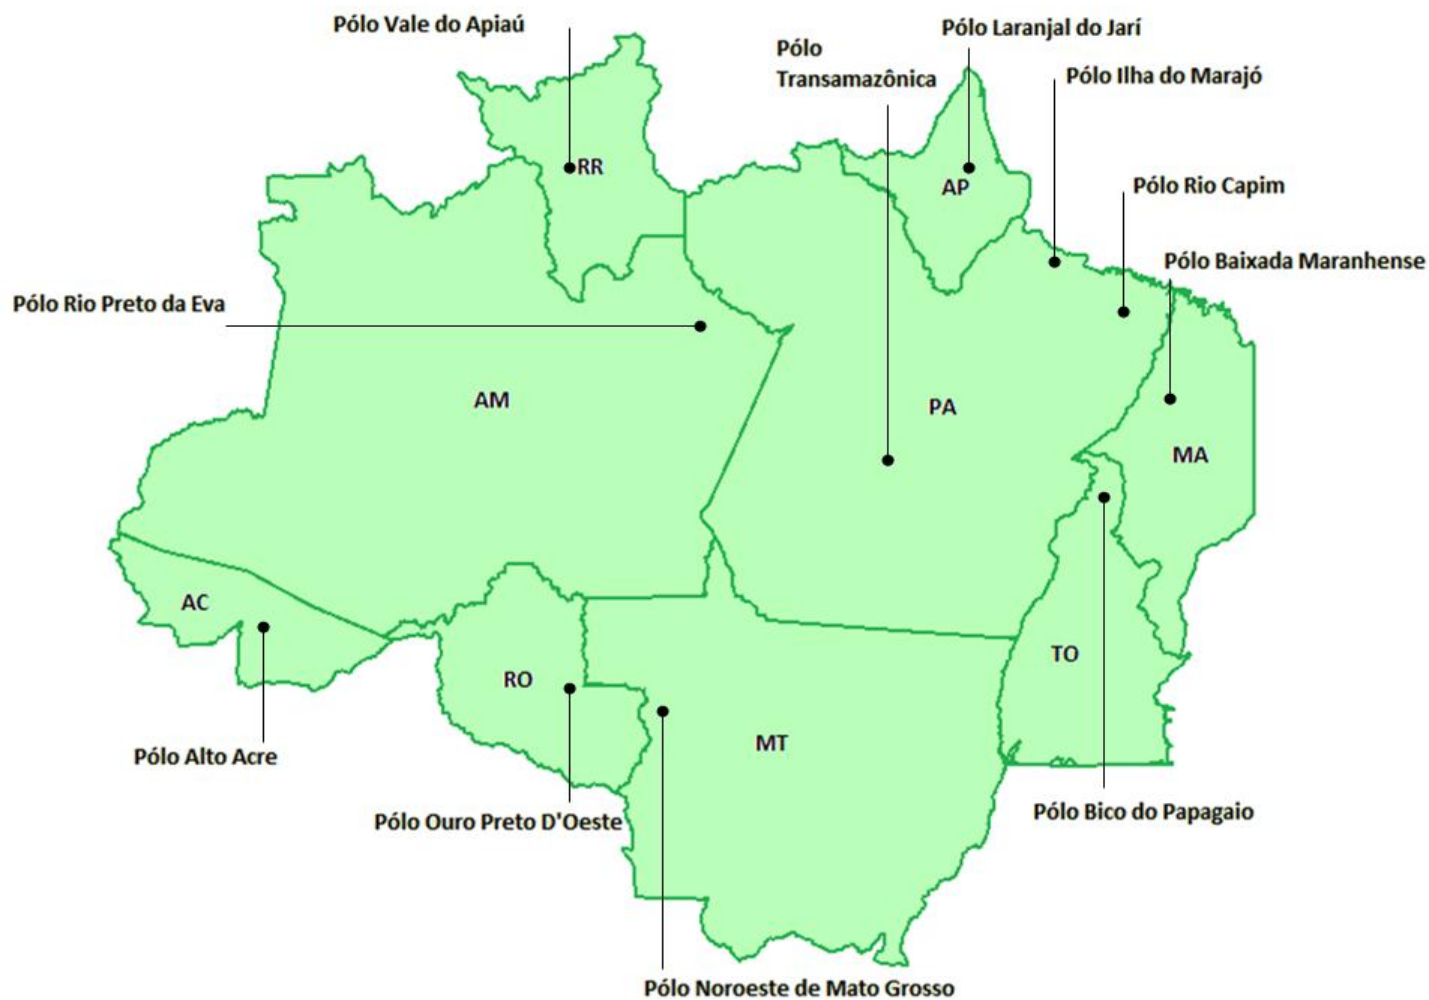 Pólo Vale do Apiaú
Pólo Laranjal do Jarí
Pólo
Transamazônica
Pólo Ilha do Marajó
RR
AP
Pólo Rio Capim
Pólo Baixada Maranhense
Pólo Rio Preto da Eva
AM
PA
MA
AC
TO
RO
MT
Pólo Alto Acre
Pólo Ouro Preto D'Oeste
Pólo Bico do Papagaio
Pólo Noroeste de Mato Grosso